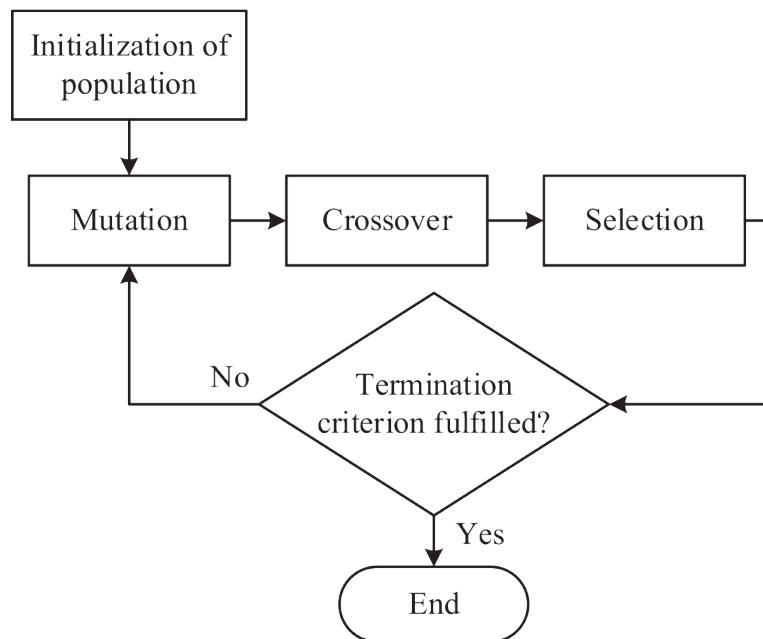 Initialization of
population
Mutation
Crossover
Selection
Termination
criterion fulfilled?
No
Yes
End